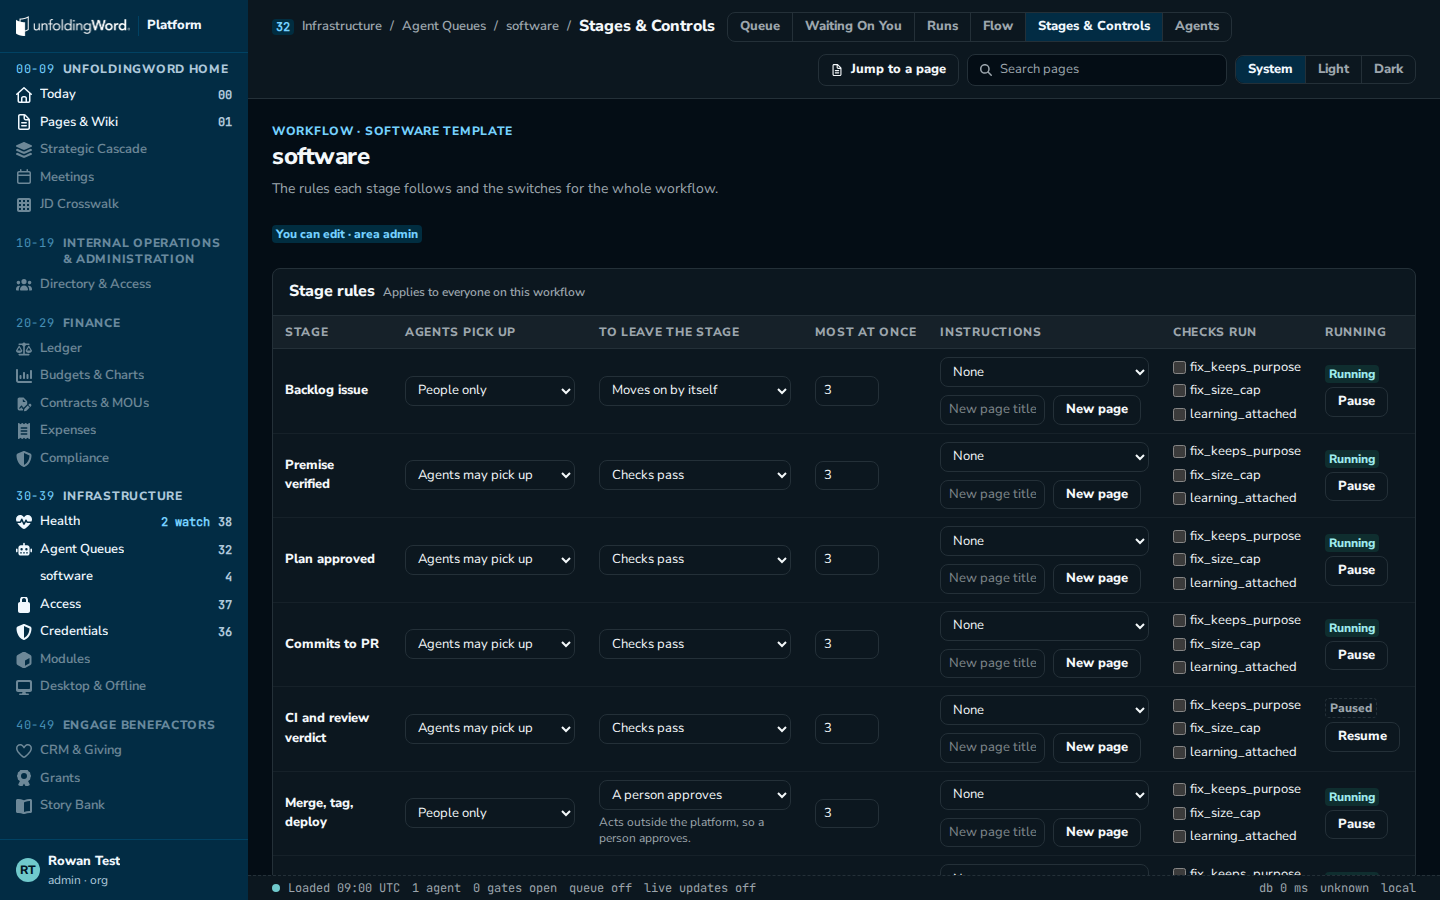 unfoldingWord. Platform
00-09 UNFOLDINGWORD HOME
Today 00
Pages & Wiki 01
Strategic Cascade
Meetings
JD Crosswalk
10-19 INTERNAL OPERATIONS
& ADMINISTRATION
Directory & Access
20-29 FINANCE
Ledger
Budgets & Charts
Contracts & MOUs
Expenses
Compliance
30-39 INFRASTRUCTURE
Health 2 watch 38
Agent Queues 32
software 4
Access 37
Credentials 36
Modules
Desktop & Offline
40-49 ENGAGE BENEFACTORS
CRM & Giving
Grants
Story Bank
RT Rowan Test
admin · org
32 Infrastructure / Agent Queues / software / Stages & Controls Queue Waiting On You Runs Flow Stages & Controls Agents
Jump to a page Search pages System Light Dark
WORKFLOW · SOFTWARE TEMPLATE
software
The rules each stage follows and the switches for the whole workflow.
You can edit · area admin
Stage rules Applies to everyone on this workflow
STAGE AGENTS PICK UP TO LEAVE THE STAGE MOST AT ONCE INSTRUCTIONS CHECKS RUN RUNNING
Backlog issue People only Moves on by itself 3 None fix_keeps_purpose Running
New page title New page fix_size_cap Pause
learning_attached
Premise verified Agents may pick up Checks pass 3 None fix_keeps_purpose Running
New page title New page fix_size_cap Pause
learning_attached
Plan approved Agents may pick up Checks pass 3 None fix_keeps_purpose Running
New page title New page fix_size_cap Pause
learning_attached
Commits to PR Agents may pick up Checks pass 3 None fix_keeps_purpose Running
New page title New page fix_size_cap Pause
learning_attached
CI and review verdict Agents may pick up Checks pass 3 None fix_keeps_purpose Paused
New page title New page fix_size_cap Resume
learning_attached
Merge, tag, deploy People only A person approves 3 None fix_keeps_purpose Running
Acts outside the platform, so a person approves. New page title New page fix_size_cap Pause
learning_attached
fix_keeps_purpose
Loaded 09:00 UTC 1 agent 0 gates open queue off live updates off db 0 ms unknown local